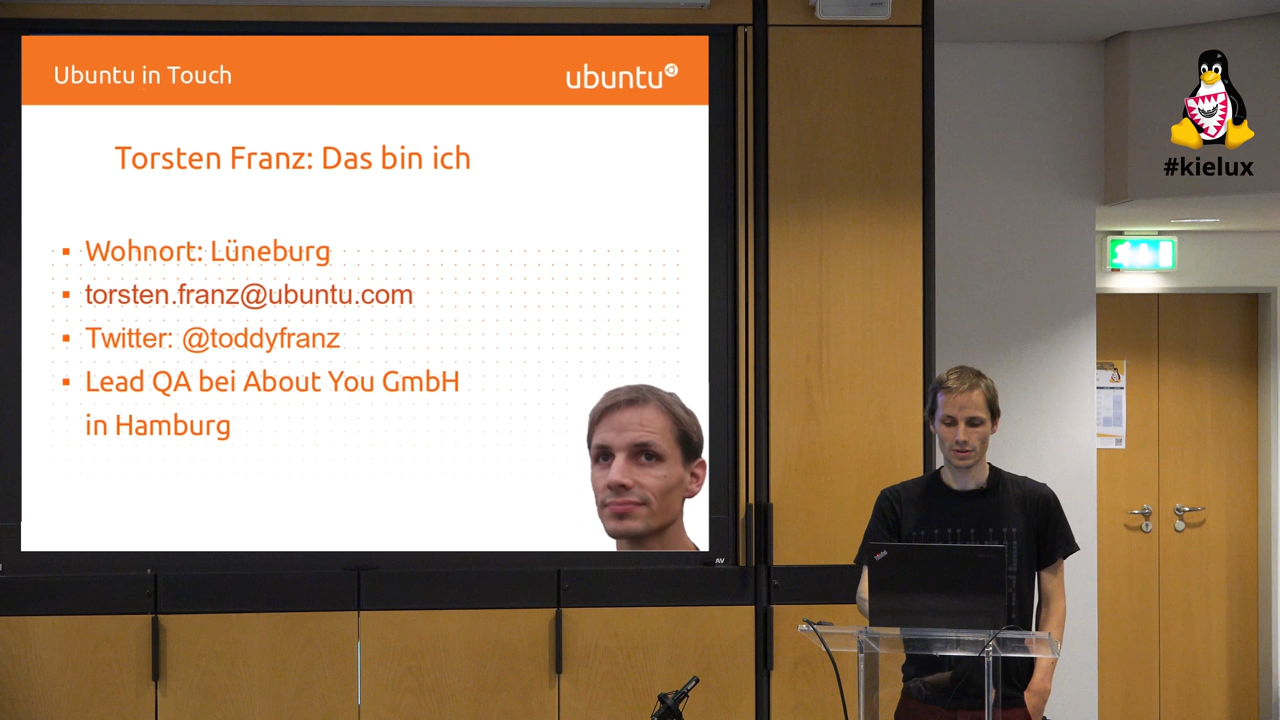 Ubuntu in Touch
ubuntu
Torsten Franz: Das bin ich
Wohnort: Lüneburg
torsten.franz@ubuntu.com
Twitter: @toddyfranz
Lead QA bei About You GmbH
in Hamburg
#kielux
AV